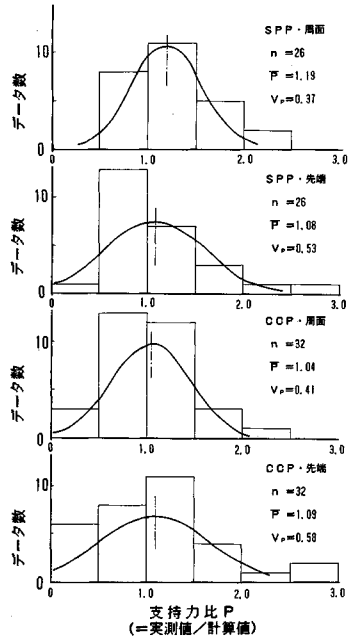 SPP・周面
n =26
P̅ =1.19
Vp=0.37
データ数
10
0
1.0
2.0
3.0
SPP・先端
n =26
P̅ =1.08
Vp=0.53
データ数
10
0
1.0
2.0
3.0
CCP・周面
n =32
P̅ =1.04
Vp=0.41
データ数
10
0
1.0
2.0
3.0
CCP・先端
n =32
P̅ =1.09
Vp=0.58
データ数
10
0
0
1.0
2.0
3.0
支持力比P
(=実測値/計算値)